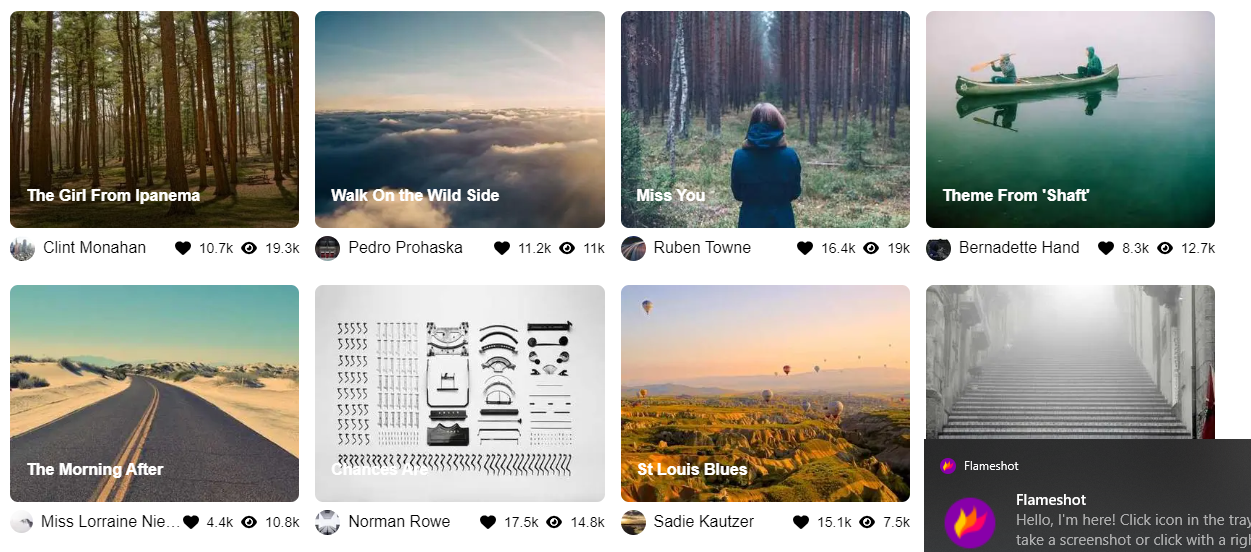 The Girl From Ipanema
Walk On the Wild Side
Miss You
Theme From 'Shaft'
Clint Monahan 10.7k 19.3k
Pedro Prohaska 11.2k 11k
Ruben Towne 16.4k 19k
Bernadette Hand 8.3k 12.7k
The Morning After
Chances Are
St Louis Blues
Miss Lorraine Nie... 4.4k 10.8k
Norman Rowe 17.5k 14.8k
Sadie Kautzer 15.1k 7.5k
Flameshot
Flameshot
Hello, I'm here! Click icon in the tray
take a screenshot or click with a righ